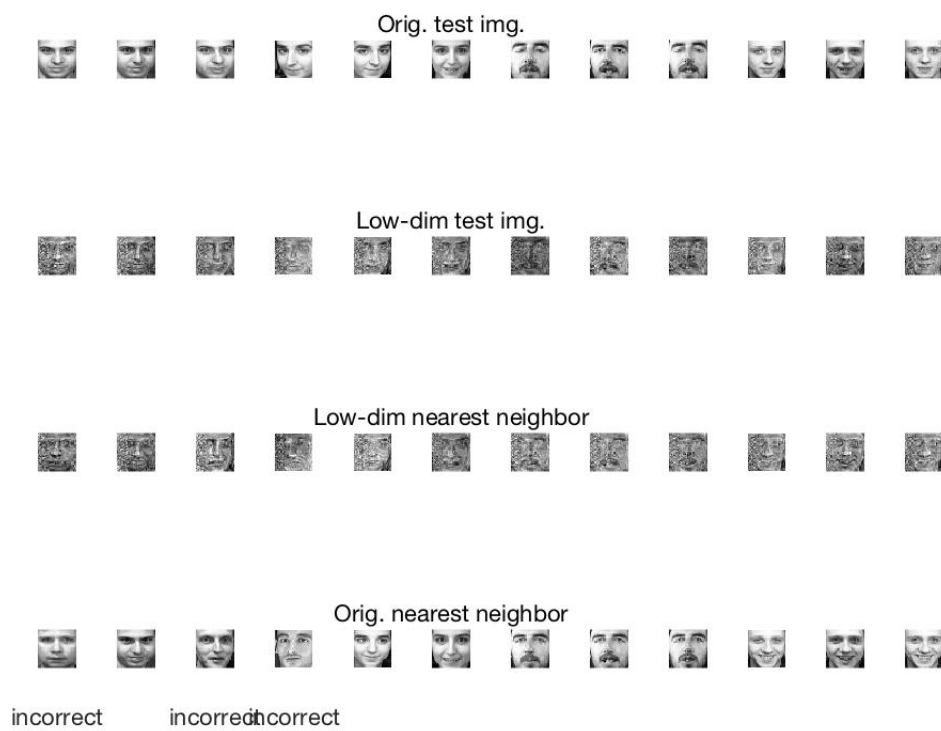 Orig. test img.
Low-dim test img.
Low-dim nearest neighbor
Orig. nearest neighbor
incorrect incorrect incorrect